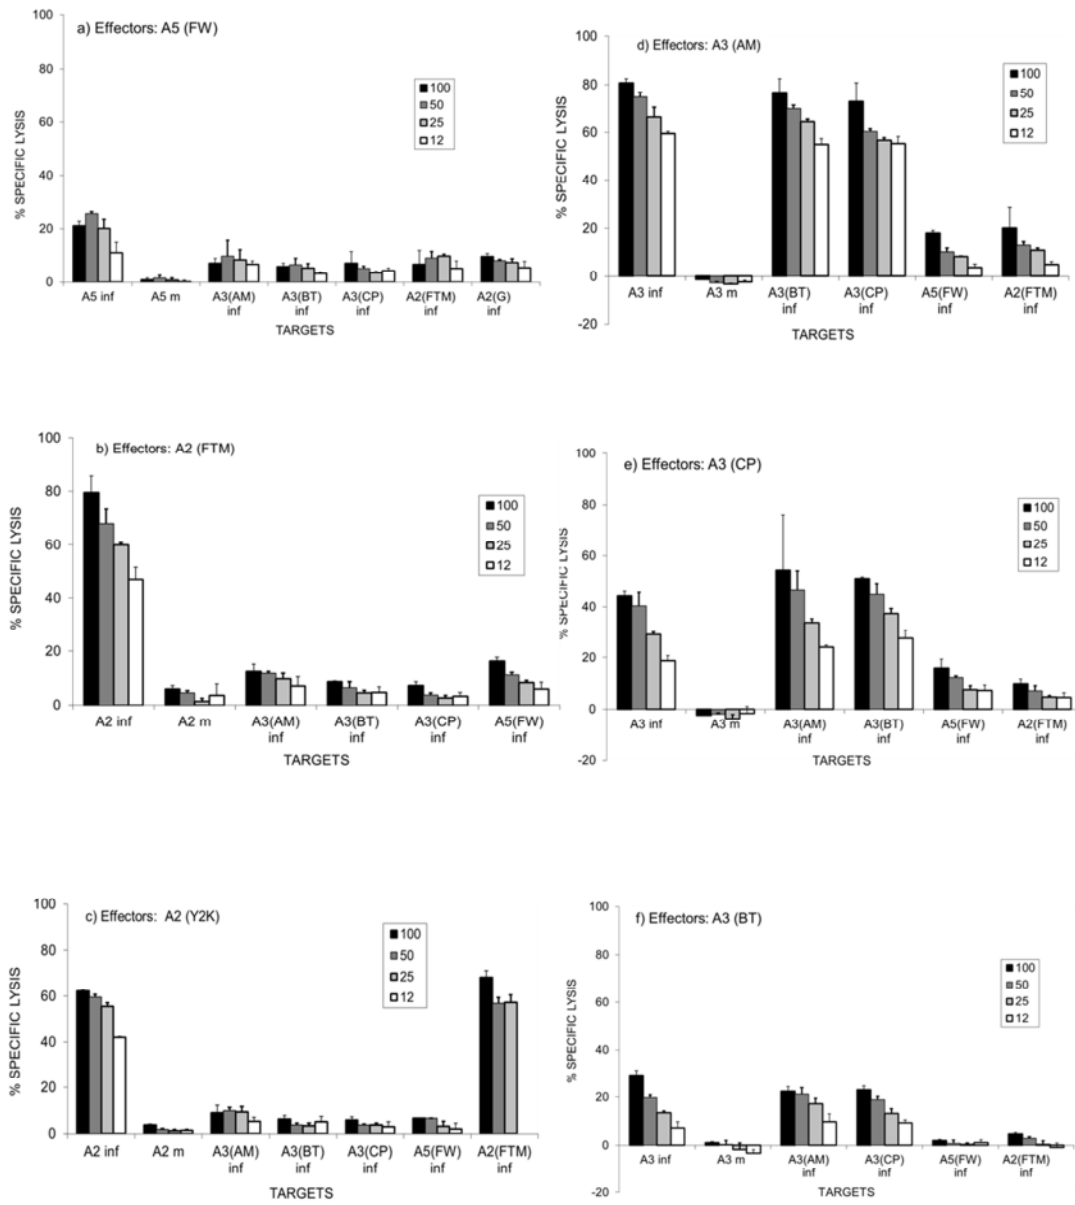 a) Effectors: A5 (FW)
100
80
60
40
20
0
% SPECIFIC LYSIS
100
50
25
12
A5 inf
A5 m
A3(AM) inf
A3(BT) inf
A3(CP) inf
A2(FTM) inf
A2(G) inf
TARGETS
d) Effectors: A3 (AM)
100
80
60
40
20
0
-20
% SPECIFIC LYSIS
100
50
25
12
A3 inf
A3 m
A3(BT) inf
A3(CP) inf
A5(FW) inf
A2(FTM) inf
TARGETS
b) Effectors: A2 (FTM)
100
80
60
40
20
0
% SPECIFIC LYSIS
100
50
25
12
A2 inf
A2 m
A3(AM) inf
A3(BT) inf
A3(CP) inf
A5(FW) inf
TARGETS
e) Effectors: A3 (CP)
100
80
60
40
20
0
-20
% SPECIFIC LYSIS
100
50
25
12
A3 inf
A3 m
A3(AM) inf
A3(BT) inf
A5(FW) inf
A2(FTM) inf
TARGETS
c) Effectors: A2 (Y2K)
100
80
60
40
20
0
% SPECIFIC LYSIS
100
50
25
12
A2 inf
A2 m
A3(AM) inf
A3(BT) inf
A3(CP) inf
A5(FW) inf
A2(FTM) inf
TARGETS
f) Effectors: A3 (BT)
100
80
60
40
20
0
-20
% SPECIFIC LYSIS
100
50
25
12
A3 inf
A3 m
A3(AM) inf
A3(CP) inf
A5(FW) inf
A2(FTM) inf
TARGETS